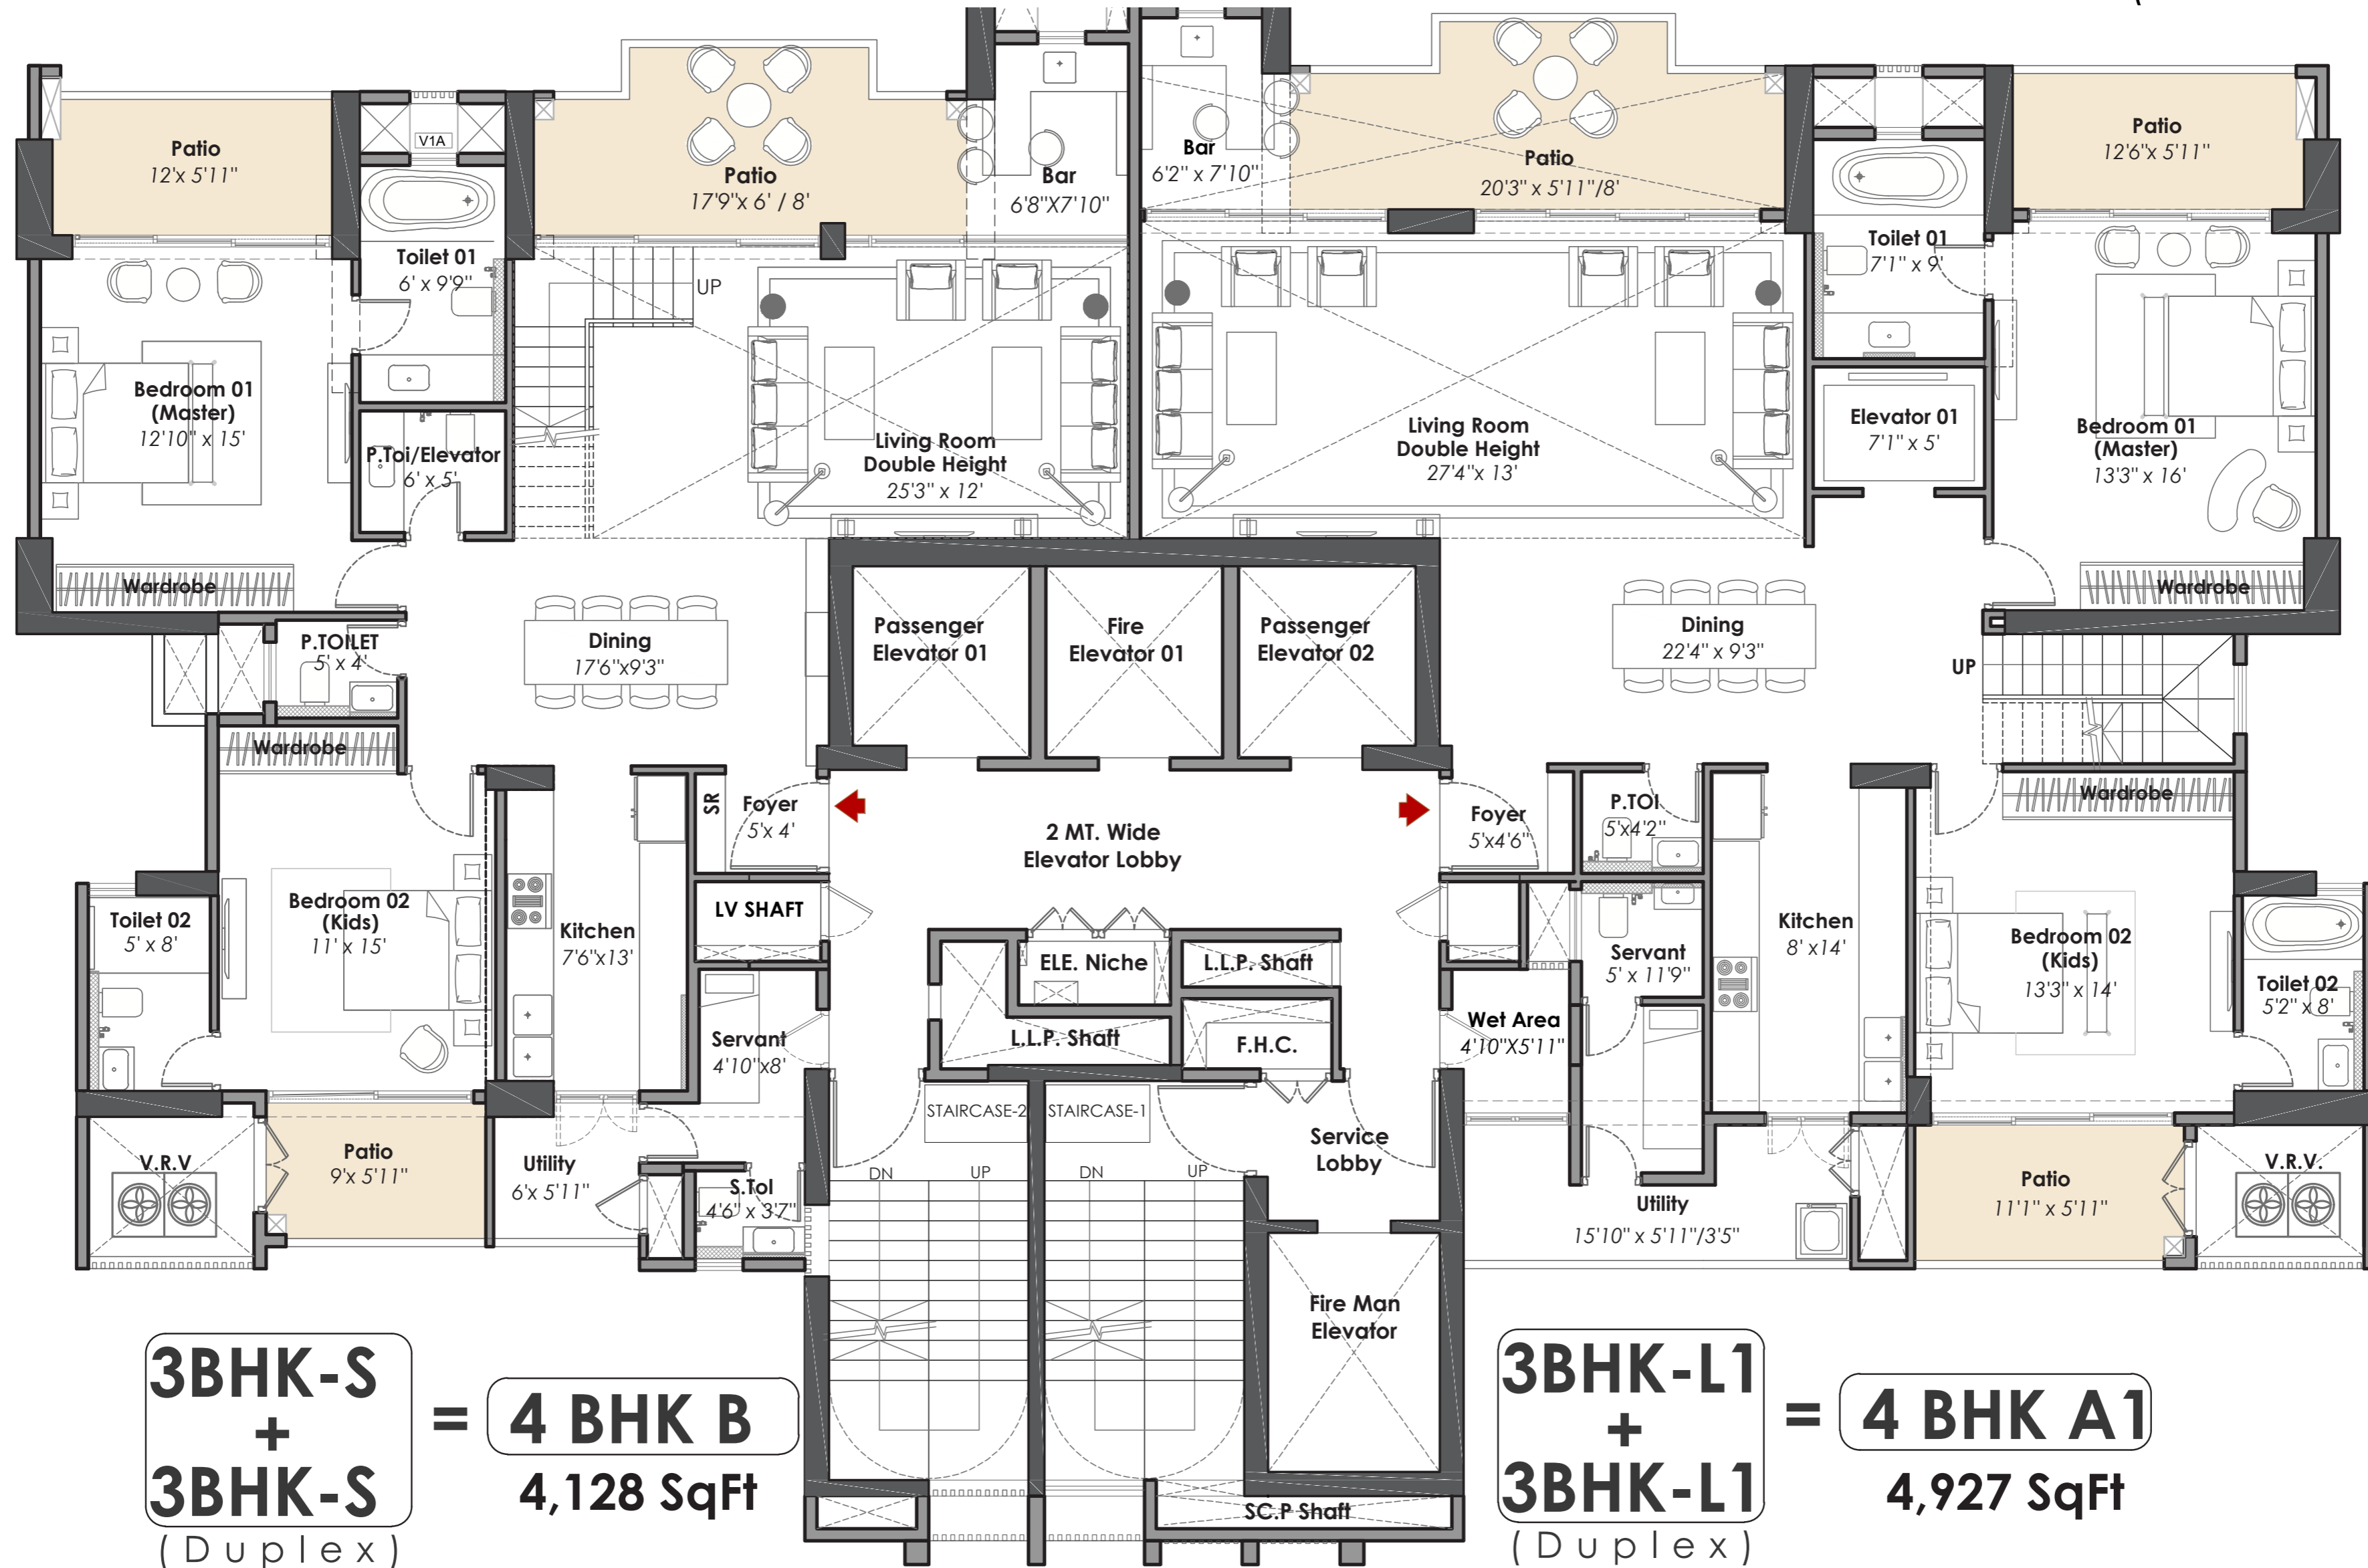 Patio
12'x 5'11"
V1A
Toilet 01
6' x 9'9"
Patio
17'9"x 6' / 8'
Bar
6'8"X7'10"
UP
Bedroom 01
(Master)
12'10" x 15'
P.Toi/Elevator
6' x 5'
Living Room
Double Height
25'3" x 12'
Wardrobe
P.TOILET
5' x 4'
Dining
17'6"x9'3"
Wardrobe
SR
Foyer
5'x 4'
LV SHAFT
Toilet 02
5' x 8'
Bedroom 02
(Kids)
11' x 15'
Kitchen
7'6"x13'
Servant
4'10"x8'
V.R.V
Patio
9'x 5'11"
Utility
6'x 5'11"
S.ToI
4'6" x 3'7"
Bar
6'2" x 7'10"
Patio
20'3" x 5'11"/8'
Patio
12'6"x 5'11"
Toilet 01
7'1" x 9'
Living Room
Double Height
27'4"x 13'
Elevator 01
7'1" x 5'
Bedroom 01
(Master)
13'3" x 16'
Wardrobe
Passenger
Elevator 01
Fire
Elevator 01
Passenger
Elevator 02
Dining
22'4" x 9'3"
UP
2 MT. Wide
Elevator Lobby
Foyer
5'x4'6"
P.TOI
5'x4'2"
Wardrobe
Kitchen
8' x14'
Servant
5' x 11'9"
Bedroom 02
(Kids)
13'3" x 14'
Toilet 02
5'2" x 8'
ELE. Niche
L.L.P. Shaft
L.L.P. Shaft
F.H.C.
Wet Area
4'10"X5'11"
STAIRCASE-2
STAIRCASE-1
DN
UP
DN
UP
Service
Lobby
Utility
15'10" x 5'11"/3'5"
Patio
11'1" x 5'11"
V.R.V.
Fire Man
Elevator
SC.P Shaft
3BHK-S
+
3BHK-S
(Duplex)
= 4 BHK B
4,128 SqFt
3BHK-L1
+
3BHK-L1
(Duplex)
= 4 BHK A1
4,927 SqFt